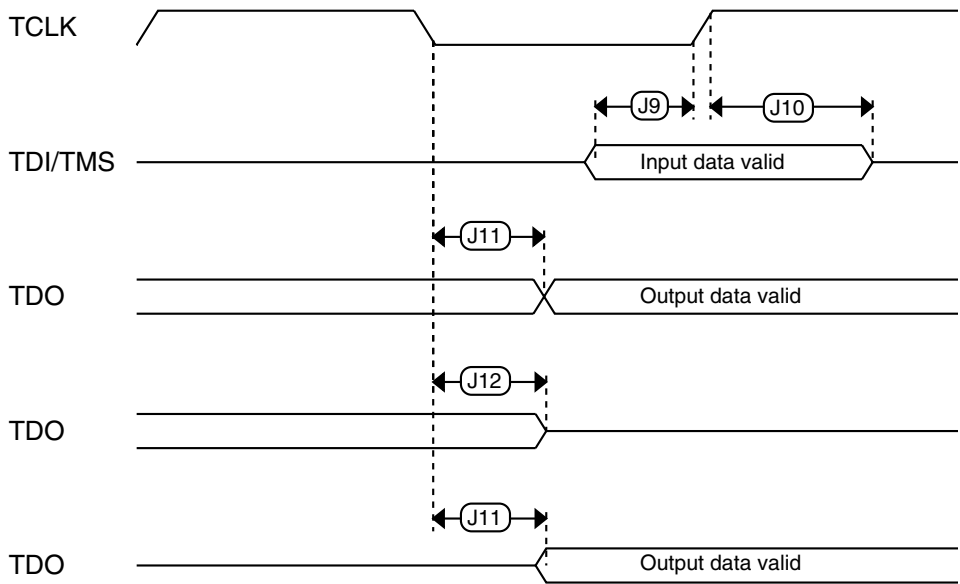 TCLK
J9
J10
TDI/TMS
Input data valid
J11
TDO
Output data valid
J12
TDO
J11
TDO
Output data valid